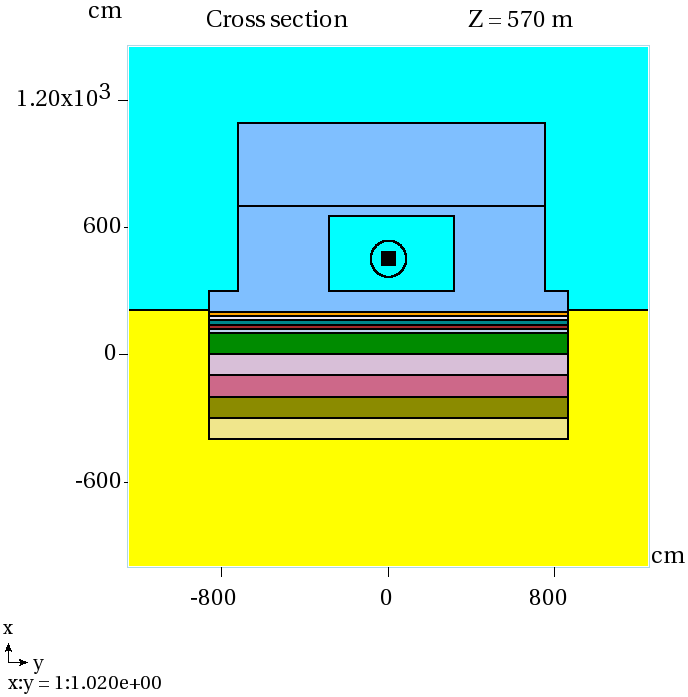 cm
Cross section Z = 570 m
1.20x10³
600
0
-600
cm
-800 0 800
x
y
x:y = 1:1.020e+00